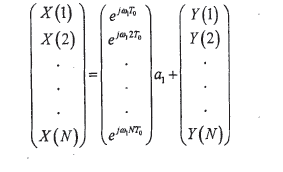 X(1) e^{jω₁T₀} Y(1)
X(2) e^{jω₁2T₀} Y(2)
. . .
. = . a₁ + .
. . .
X(N) e^{jω₁NT₀} Y(N)